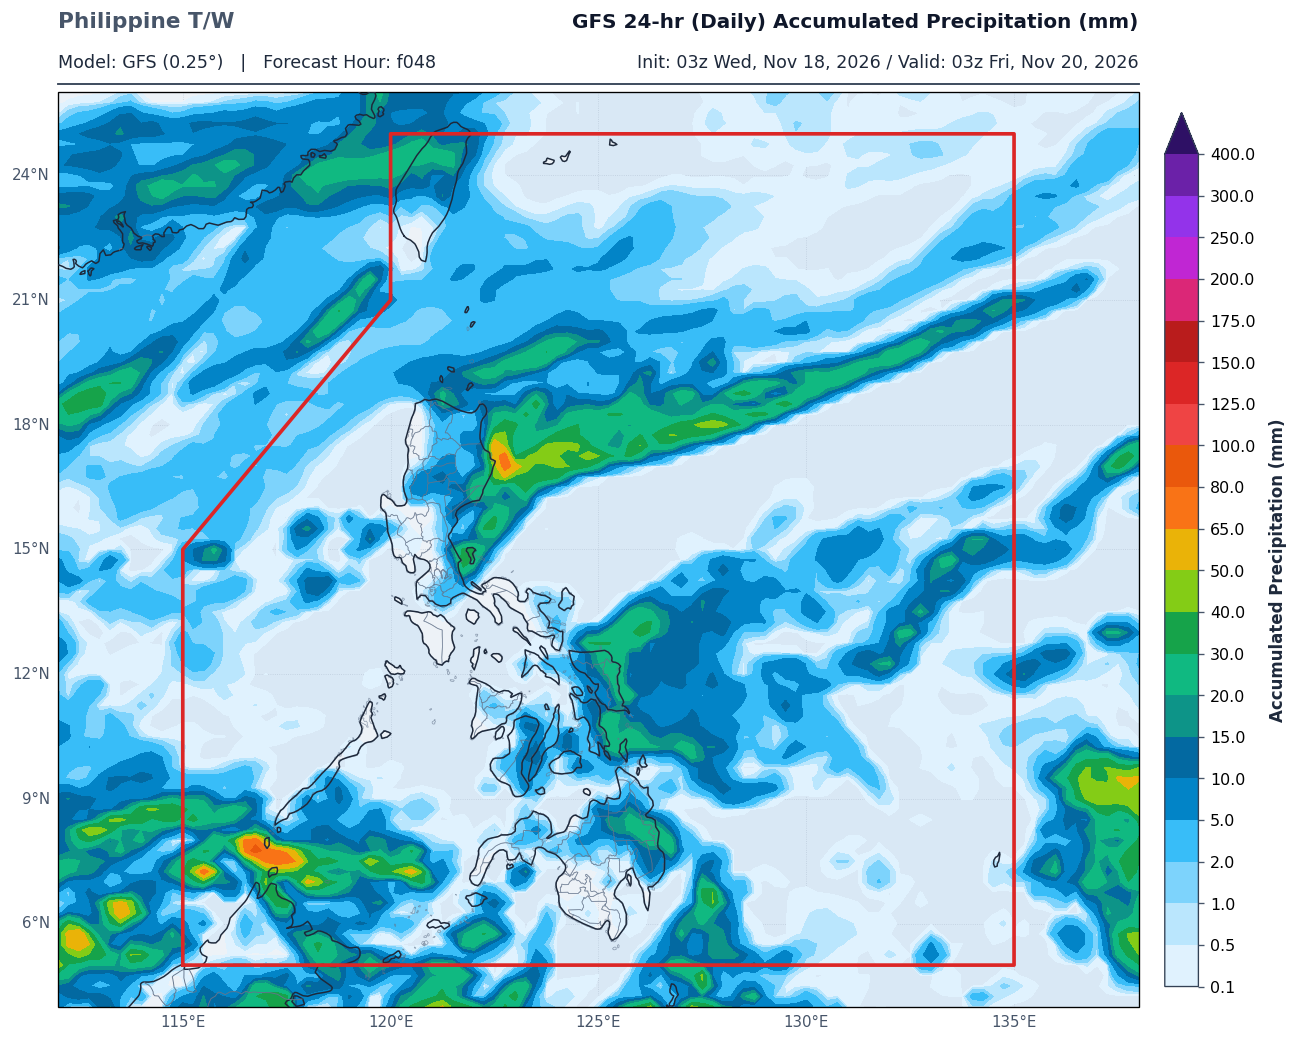 Philippine T/W
GFS 24-hr (Daily) Accumulated Precipitation (mm)
Model: GFS (0.25°) | Forecast Hour: f048
Init: 03z Wed, Nov 18, 2026 / Valid: 03z Fri, Nov 20, 2026
24°N
21°N
18°N
15°N
12°N
9°N
6°N
115°E
120°E
125°E
130°E
135°E
400.0
300.0
250.0
200.0
175.0
150.0
125.0
100.0
80.0
65.0
50.0
40.0
30.0
20.0
15.0
10.0
5.0
2.0
1.0
0.5
0.1
Accumulated Precipitation (mm)